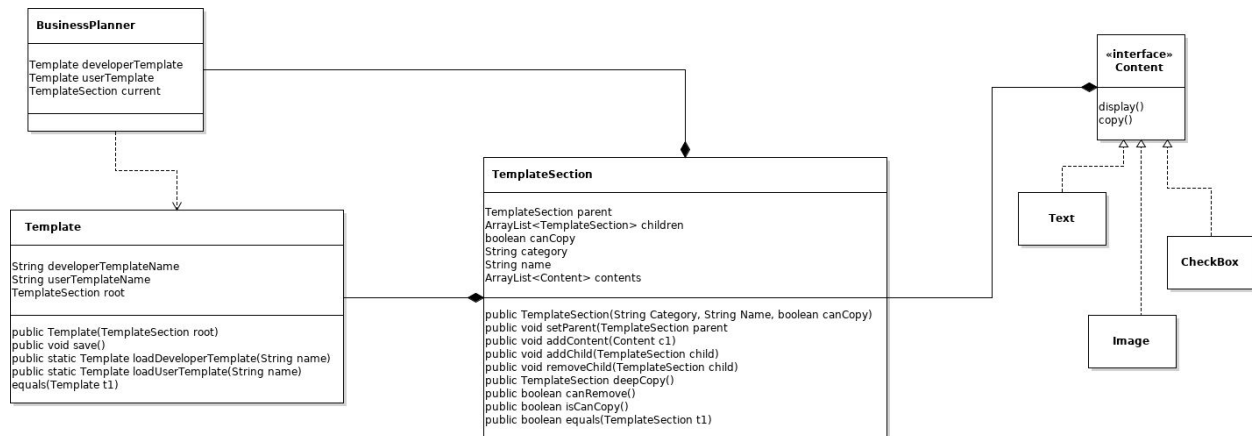 BusinessPlanner
Template developerTemplate
Template userTemplate
TemplateSection current
«interface»
Content
display()
copy()
TemplateSection
TemplateSection parent
ArrayList<TemplateSection> children
boolean canCopy
String category
String name
ArrayList<Content> contents
public TemplateSection(String Category, String Name, boolean canCopy)
public void setParent(TemplateSection parent
public void addContent(Content c1)
public void addChild(TemplateSection child)
public void removeChild(TemplateSection child)
public TemplateSection deepCopy()
public boolean canRemove()
public boolean isCanCopy()
public boolean equals(TemplateSection t1)
Template
String developerTemplateName
String userTemplateName
TemplateSection root
public Template(TemplateSection root)
public void save()
public static Template loadDeveloperTemplate(String name)
public static Template loadUserTemplate(String name)
equals(Template t1)
Text
CheckBox
Image